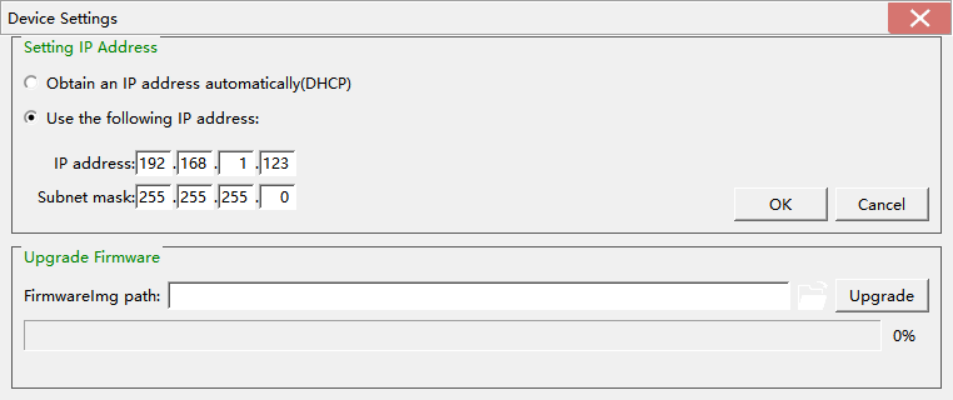 Device Settings
Setting IP Address
Obtain an IP address automatically(DHCP)
Use the following IP address:
IP address: 192 . 168 . 1 . 123
Subnet mask: 255 . 255 . 255 . 0
OK Cancel
Upgrade Firmware
FirmwareImg path: Upgrade
0%